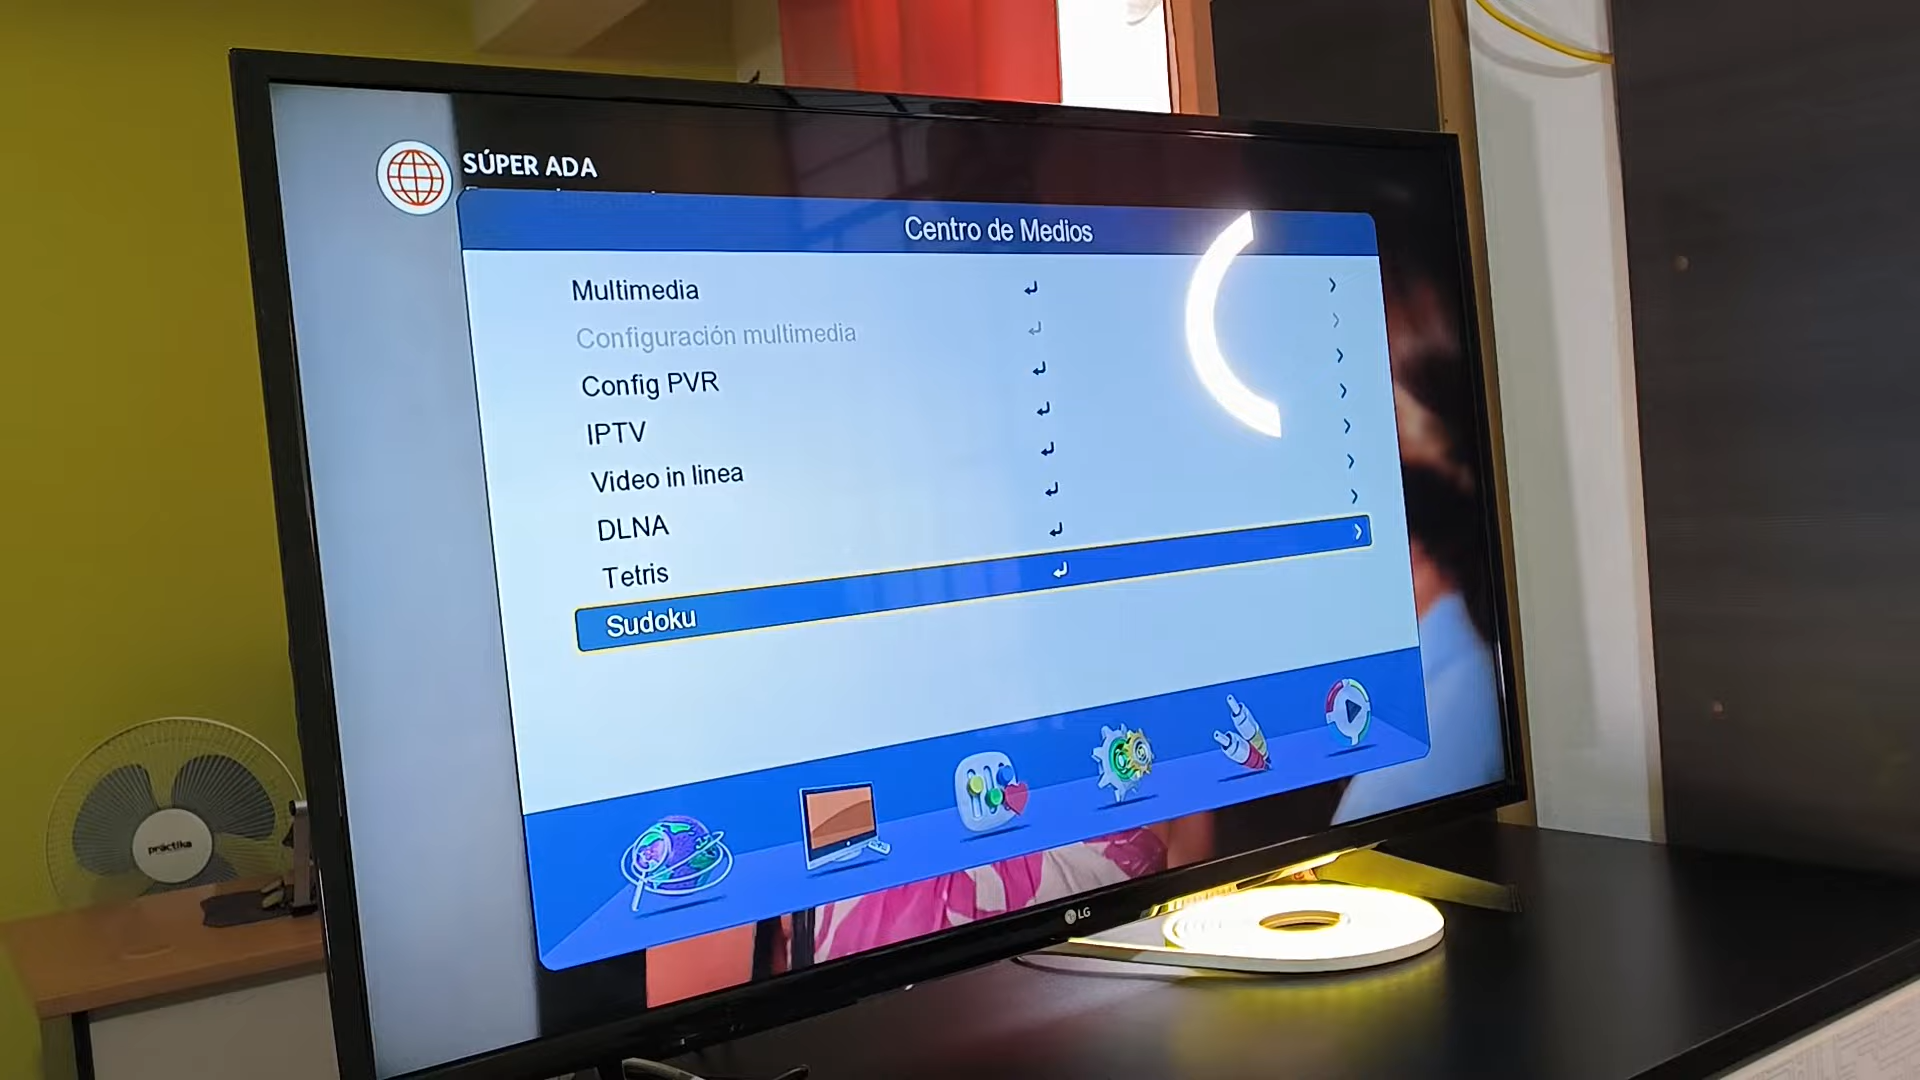 SÚPER ADA
Centro de Medios
Multimedia
Configuración multimedia
Config PVR
IPTV
Video in linea
DLNA
Tetris
Sudoku
práctika
LG